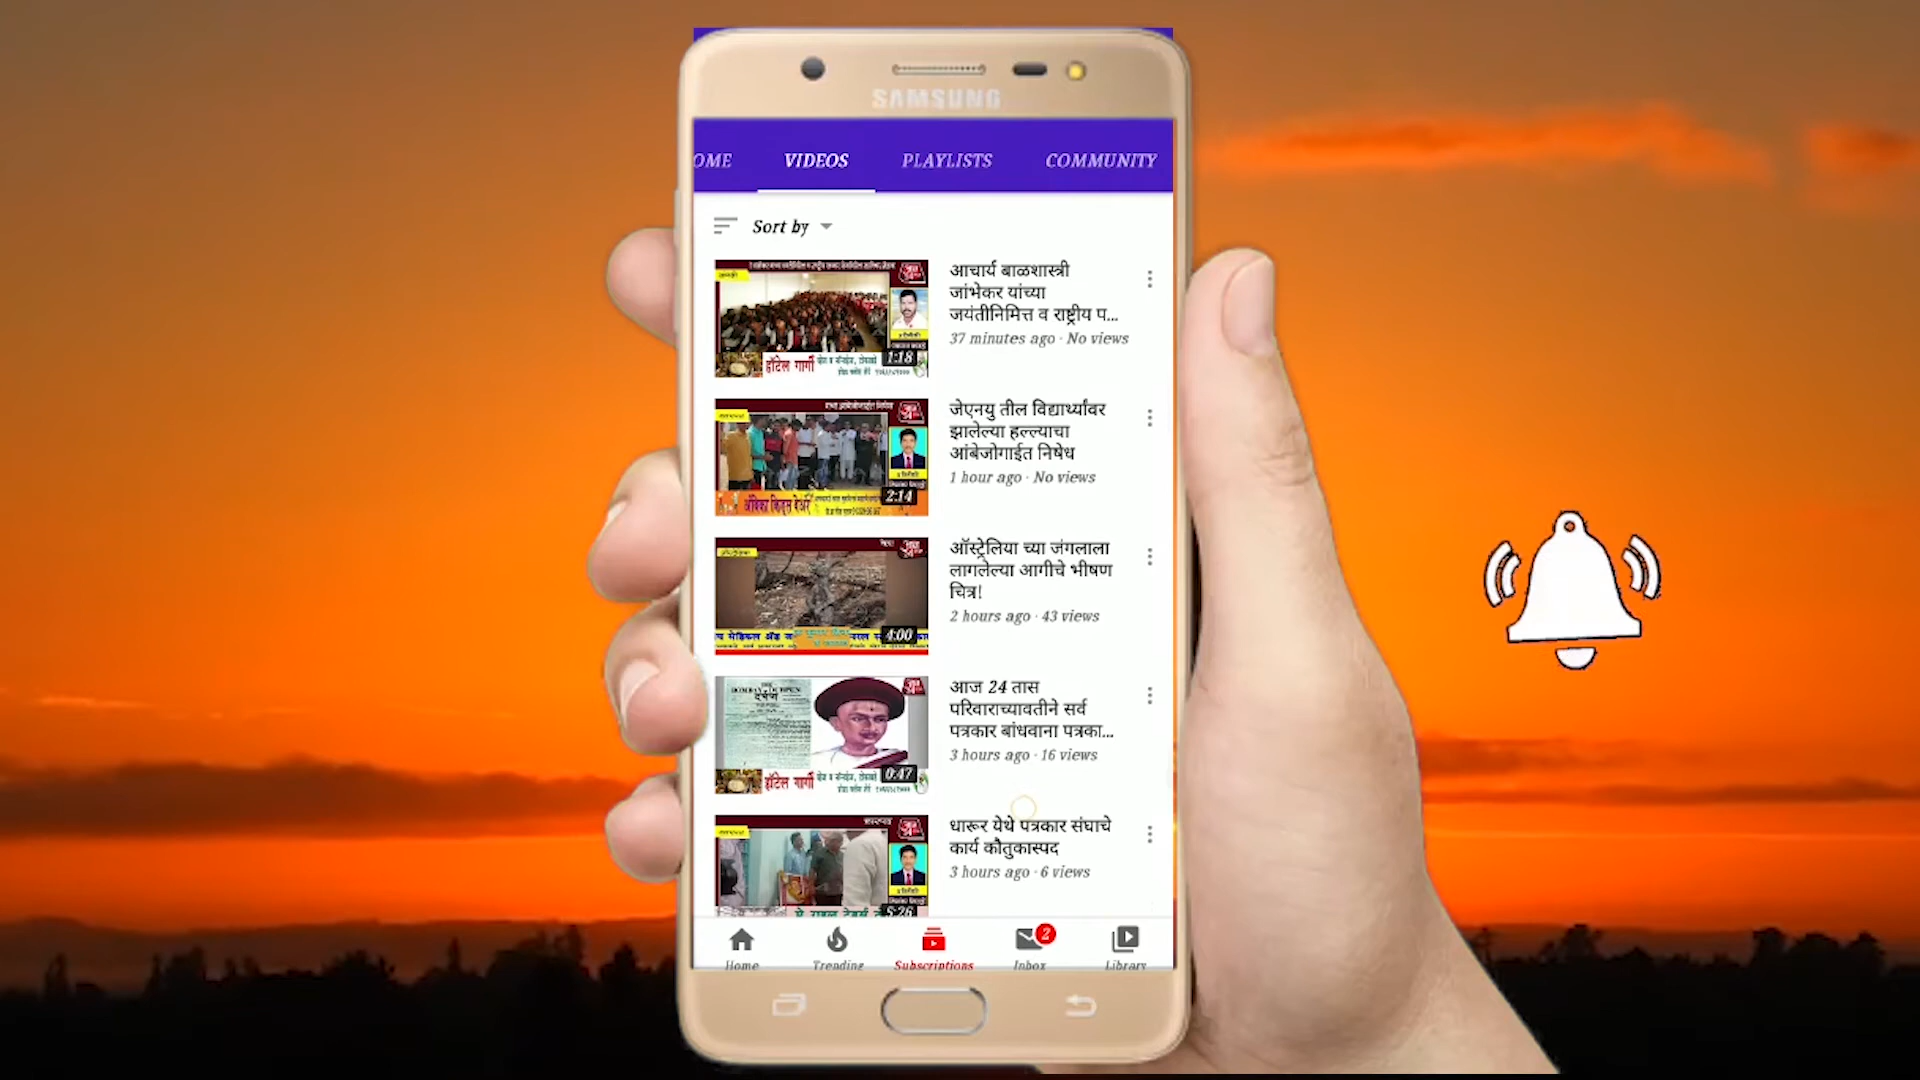 SAMSUNG
OME VIDEOS PLAYLISTS COMMUNITY
Sort by
आचार्य बाळशास्त्री
जांभेकर यांच्या
जयंतीनिमित्त व राष्ट्रीय प...
37 minutes ago · No views
हॉटेल गार्गी
1:18
जेएनयु तील विद्यार्थ्यांवर
झालेल्या हल्ल्याचा
आंबेजोगाईत निषेध
1 hour ago · No views
2:14
ऑस्ट्रेलिया च्या जंगलाला
लागलेल्या आगीचे भीषण
चित्र!
2 hours ago · 43 views
4:00
आज 24 तास
परिवाराच्यावतीने सर्व
पत्रकार बांधवाना पत्रका...
3 hours ago · 16 views
हॉटेल गार्गी
0:47
धारूर येथे पत्रकार संघाचे
कार्य कौतुकास्पद
3 hours ago · 6 views
5:26
2
Home Trending Subscriptions Inbox Library